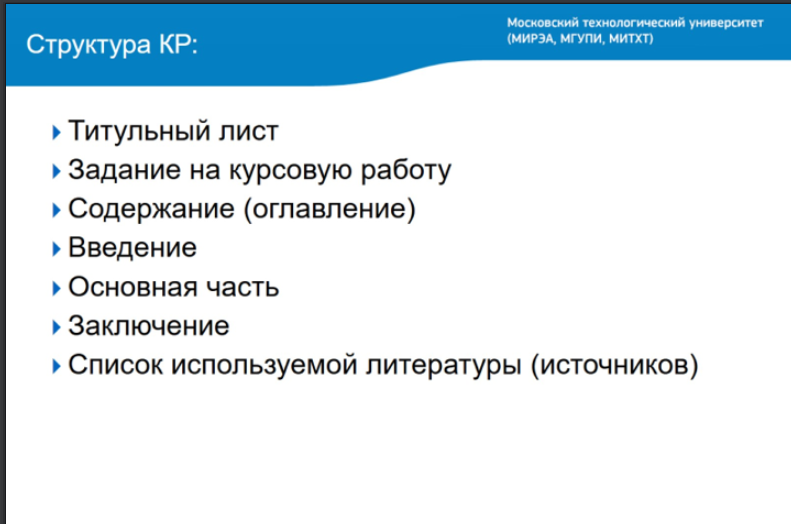 Структура КР:
Московский технологический университет
(МИРЭА, МГУПИ, МИТХТ)
Титульный лист
Задание на курсовую работу
Содержание (оглавление)
Введение
Основная часть
Заключение
Список используемой литературы (источников)